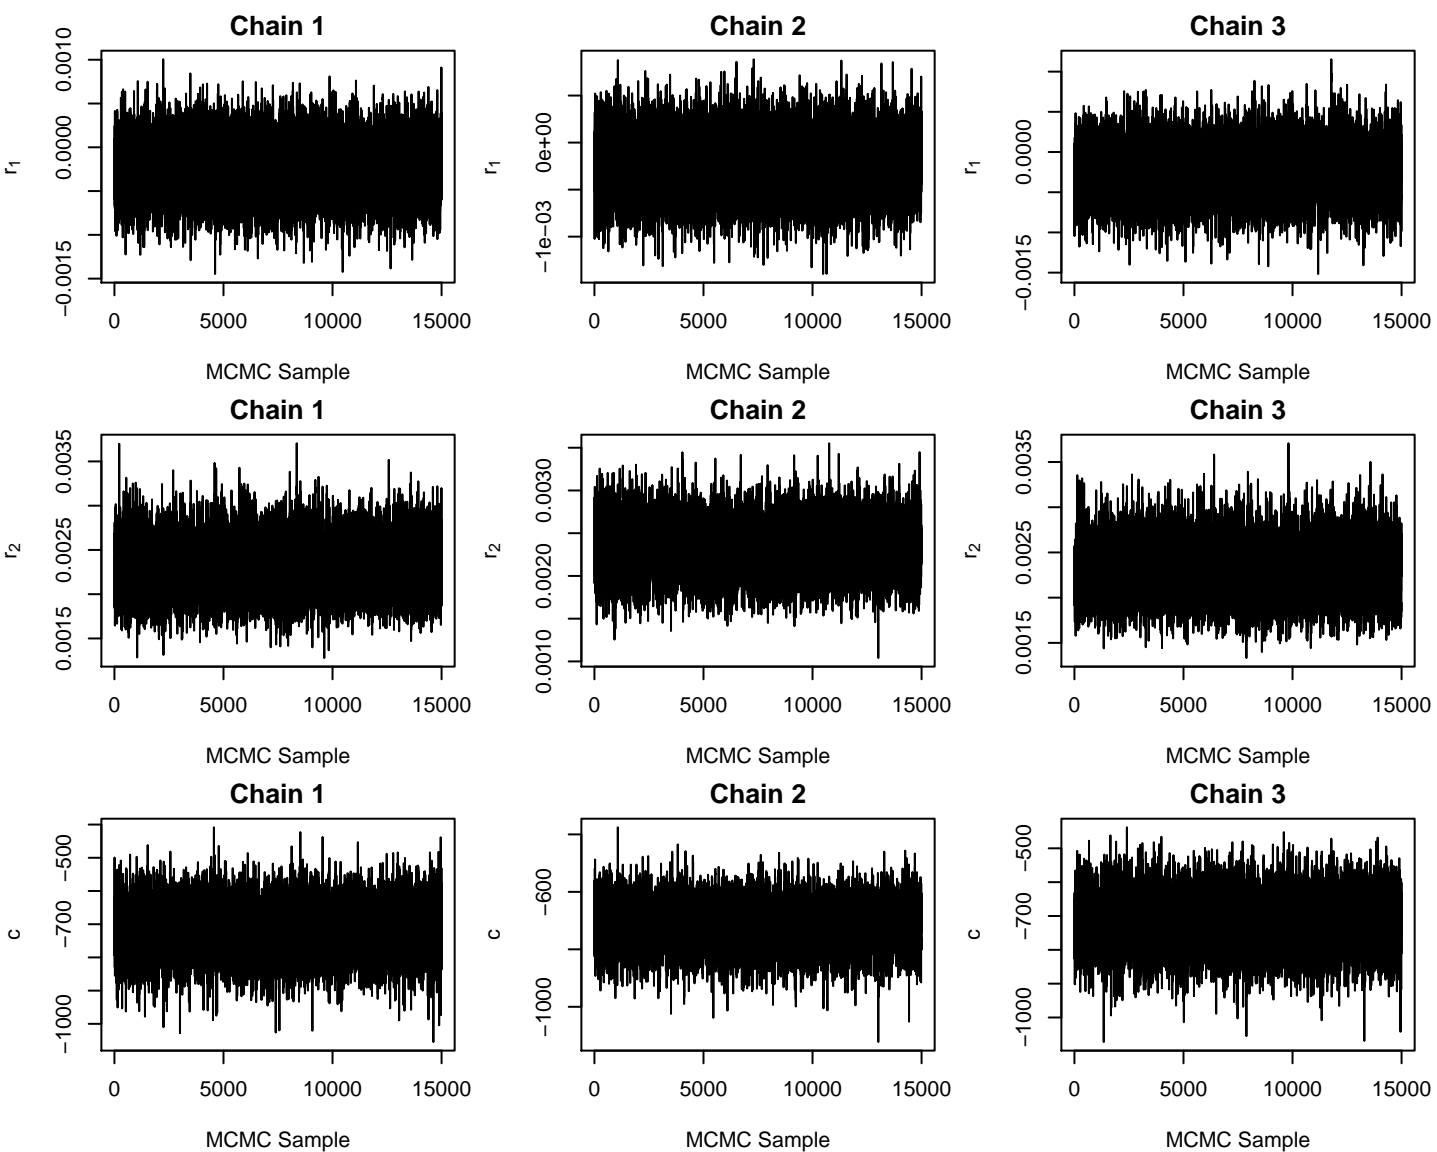 Chain 1
r1
0.0010
0.0000
−0.0015
0
5000
10000
15000
MCMC Sample
Chain 2
r1
0e+00
−1e−03
0
5000
10000
15000
MCMC Sample
Chain 3
r1
0.0000
−0.0015
0
5000
10000
15000
MCMC Sample
Chain 1
r2
0.0035
0.0025
0.0015
0
5000
10000
15000
MCMC Sample
Chain 2
r2
0.0030
0.0020
0.0010
0
5000
10000
15000
MCMC Sample
Chain 3
r2
0.0035
0.0025
0.0015
0
5000
10000
15000
MCMC Sample
Chain 1
c
−500
−700
−1000
0
5000
10000
15000
MCMC Sample
Chain 2
c
−600
−1000
0
5000
10000
15000
MCMC Sample
Chain 3
c
−500
−700
−1000
0
5000
10000
15000
MCMC Sample